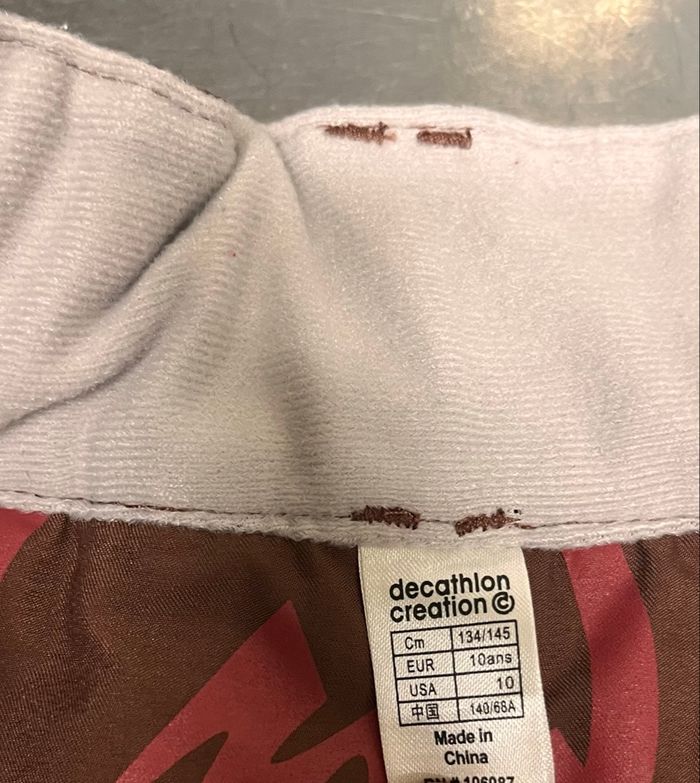 decathlon
creation ©
Cm 134/145
EUR 10ans
USA 10
中国 140/68A
Made in
China